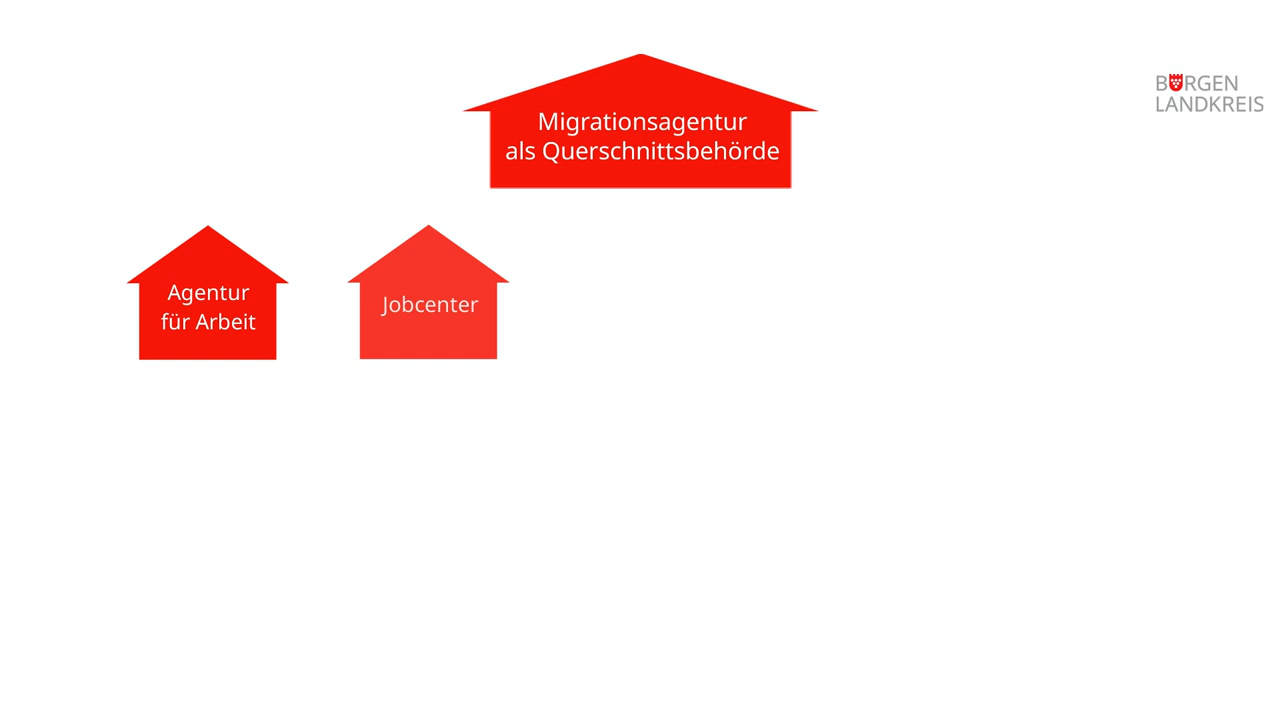 Migrationsagentur
als Querschnittsbehörde
BURGEN
LANDKREIS
Agentur
für Arbeit
Jobcenter